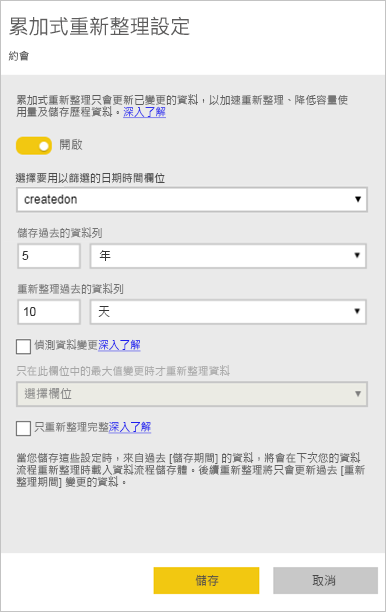 累加式重新整理設定
約會
累加式重新整理只會更新已變更的資料，以加速重新整理、降低容量使
用量及儲存歷程資料。深入了解
開啟
選擇要用以篩選的日期時間欄位
createdon
儲存過去的資料列
5 年
重新整理過去的資料列
10 天
偵測資料變更深入了解
只在此欄位中的最大值變更時才重新整理資料
選擇欄位
只重新整理完整深入了解
當您儲存這些設定時，來自過去 [儲存期間] 的資料，將會在下次您的資料
流程重新整理時載入資料流程儲存體。後續重新整理將只會更新過去 [重新
整理期間] 變更的資料。
儲存 取消